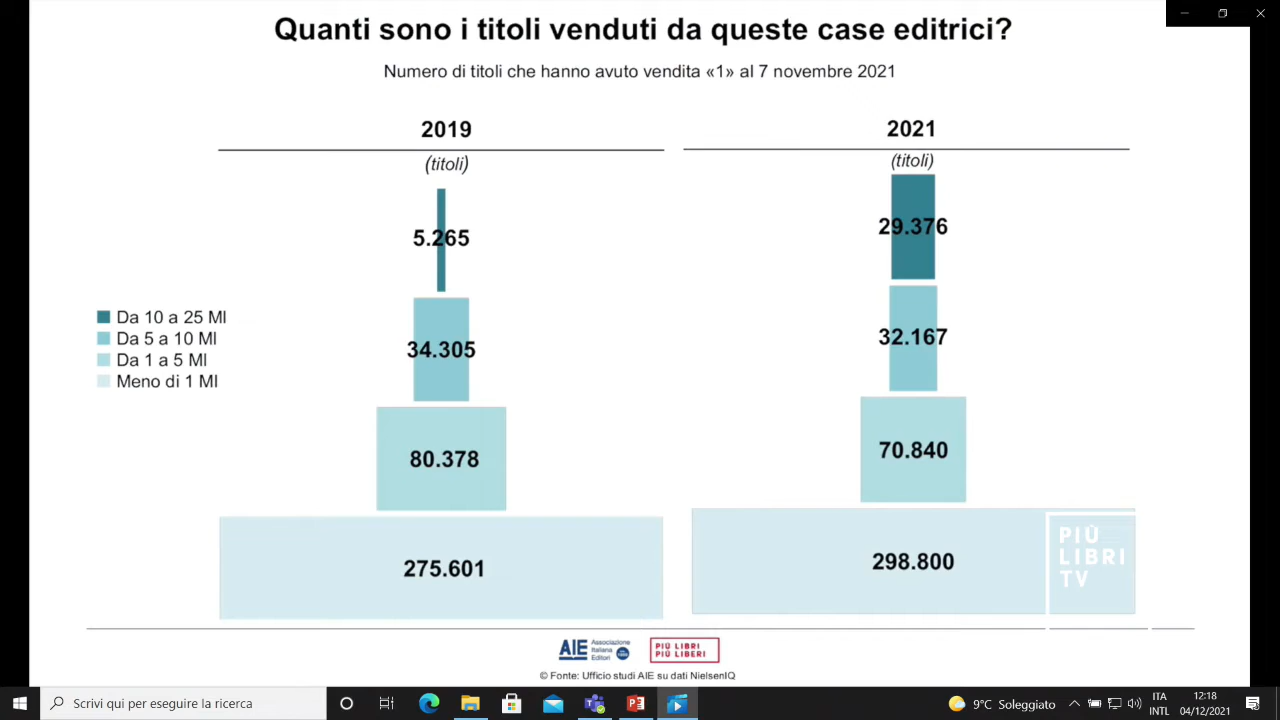 Quanti sono i titoli venduti da queste case editrici?
Numero di titoli che hanno avuto vendita «1» al 7 novembre 2021
2019
(titoli)
5.265
34.305
80.378
275.601
2021
(titoli)
29.376
32.167
70.840
298.800
Da 10 a 25 Ml
Da 5 a 10 Ml
Da 1 a 5 Ml
Meno di 1 Ml
PIÙ
LIBRI
TV
AIE
Associazione
Italiana
Editori
PIÙ LIBRI
PIÙ LIBERI
© Fonte: Ufficio studi AIE su dati NielsenIQ
Scrivi qui per eseguire la ricerca
9°C Soleggiato
ITA
INTL
12:18
04/12/2021